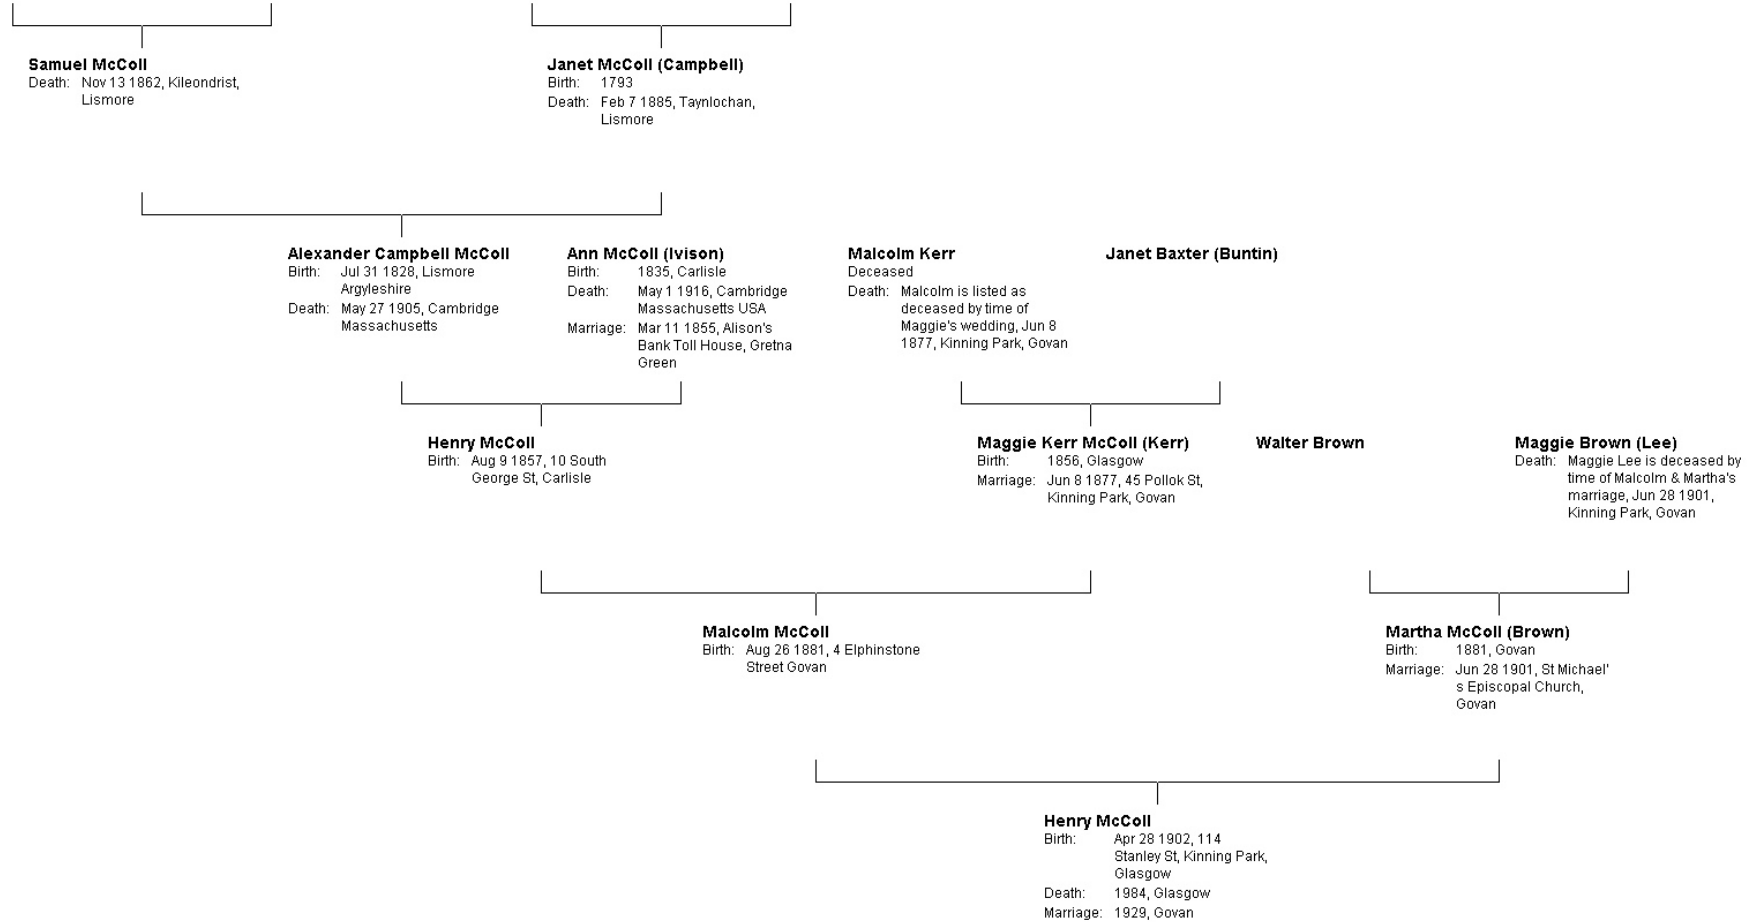 Samuel McColl
Death: Nov 13 1862, Kileondrist,
Lismore
Janet McColl (Campbell)
Birth: 1793
Death: Feb 7 1885, Taynlochan,
Lismore
Alexander Campbell McColl
Birth: Jul 31 1828, Lismore
Argyleshire
Death: May 27 1905, Cambridge
Massachusetts
Ann McColl (Ivison)
Birth: 1835, Carlisle
Death: May 1 1916, Cambridge
Massachusetts USA
Marriage: Mar 11 1855, Alison's
Bank Toll House, Gretna
Green
Malcolm Kerr
Deceased
Death: Malcolm is listed as
deceased by time of
Maggie's wedding, Jun 8
1877, Kinning Park, Govan
Janet Baxter (Buntin)
Henry McColl
Birth: Aug 9 1857, 10 South
George St, Carlisle
Maggie Kerr McColl (Kerr)
Birth: 1856, Glasgow
Marriage: Jun 8 1877, 45 Pollok St,
Kinning Park, Govan
Walter Brown
Maggie Brown (Lee)
Death: Maggie Lee is deceased by
time of Malcolm & Martha's
marriage, Jun 28 1901,
Kinning Park, Govan
Malcolm McColl
Birth: Aug 26 1881, 4 Elphinstone
Street Govan
Martha McColl (Brown)
Birth: 1881, Govan
Marriage: Jun 28 1901, St Michael'
s Episcopal Church,
Govan
Henry McColl
Birth: Apr 28 1902, 114
Stanley St, Kinning Park,
Glasgow
Death: 1984, Glasgow
Marriage: 1929, Govan